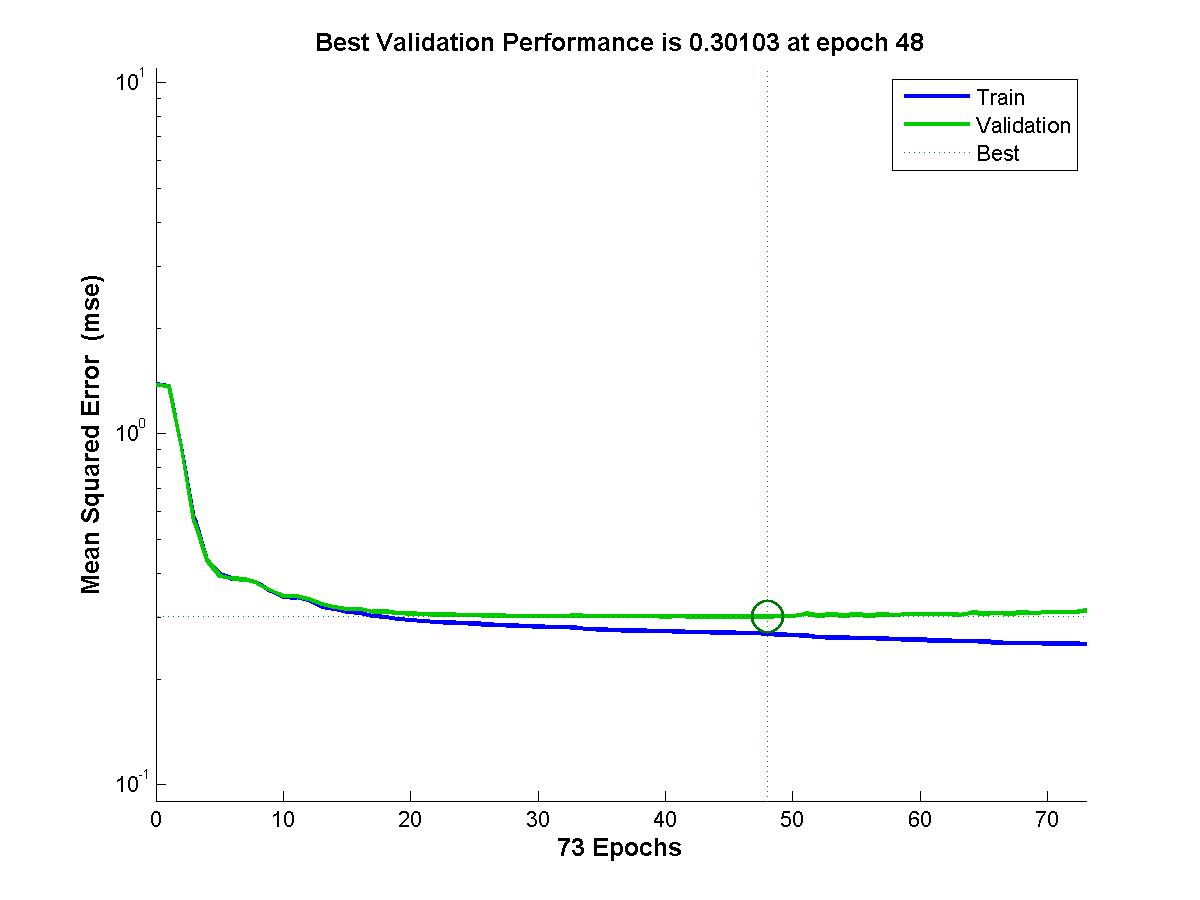 Best Validation Performance is 0.30103 at epoch 48
Train
Validation
Best
Mean Squared Error (mse)
10^1
10^0
10^-1
0 10 20 30 40 50 60 70
73 Epochs